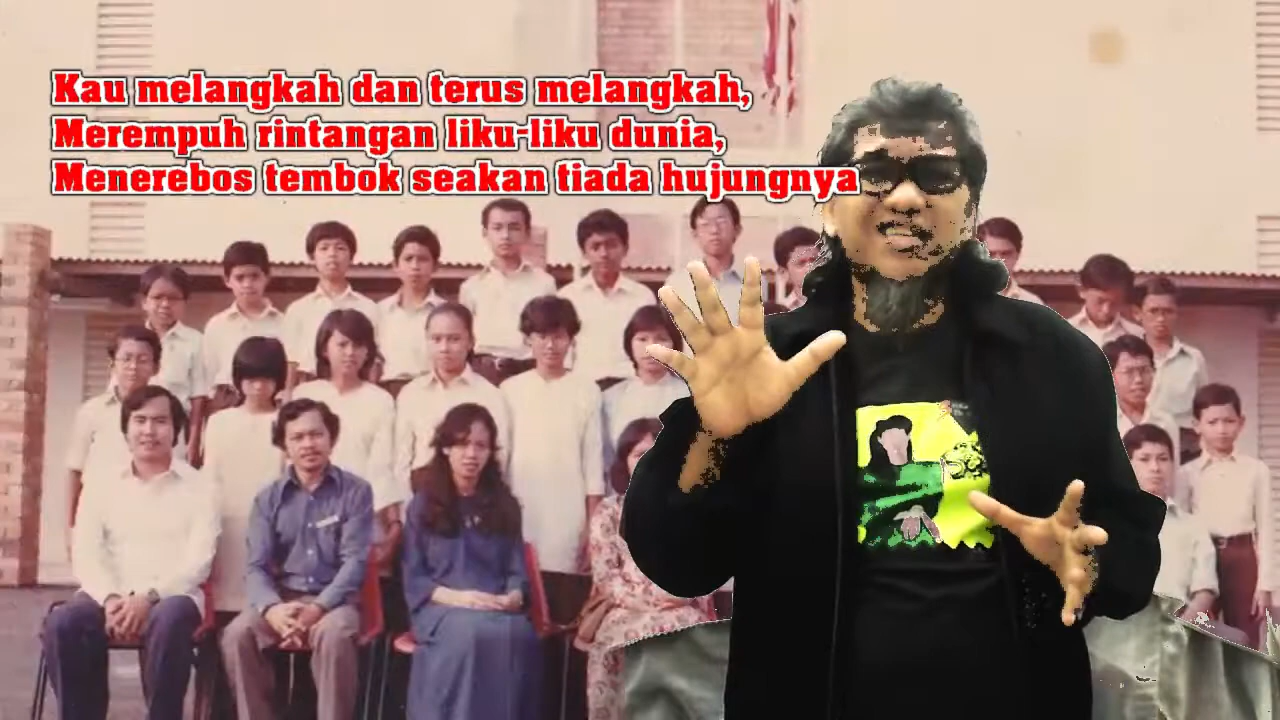 Kau melangkah dan terus melangkah,
Merempuh rintangan liku-liku dunia,
Menerebos tembok seakan tiada hujungnya